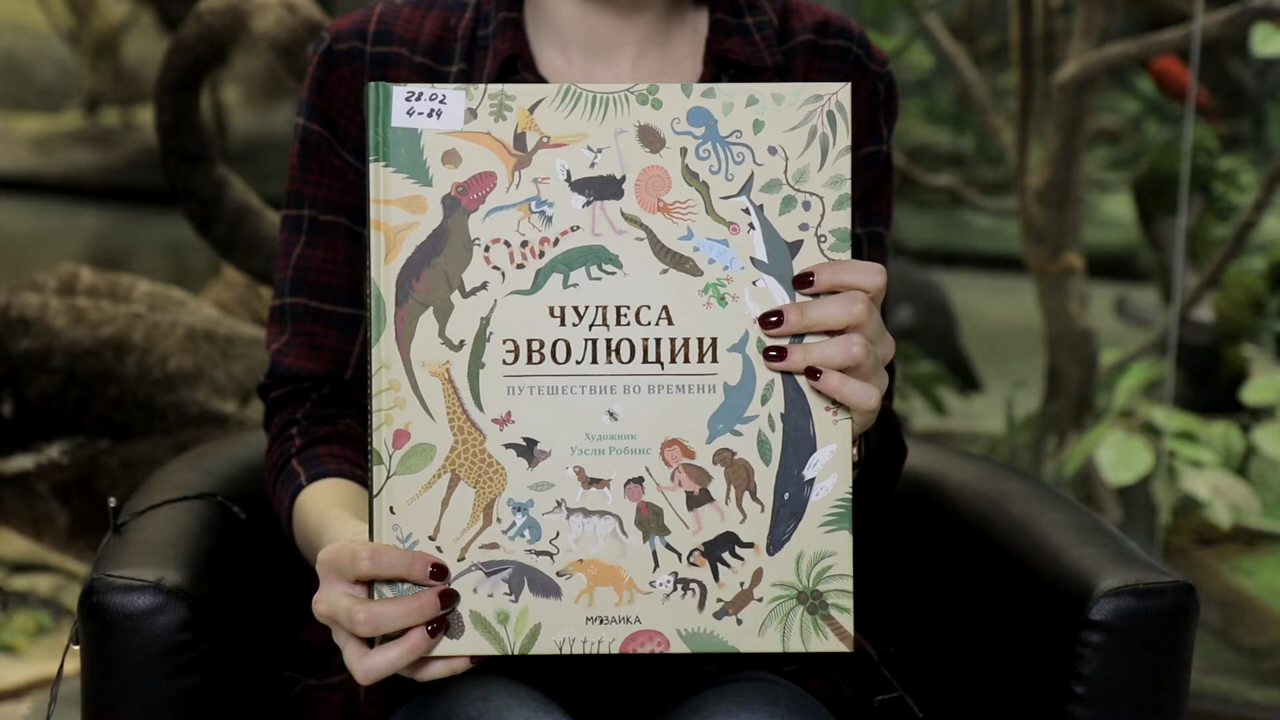 28.02
4-84
ЧУДЕСА
ЭВОЛЮЦИИ
ПУТЕШЕСТВИЕ ВО ВРЕМЕНИ
Художник
Уэсли Робинс
МОЗАИКА